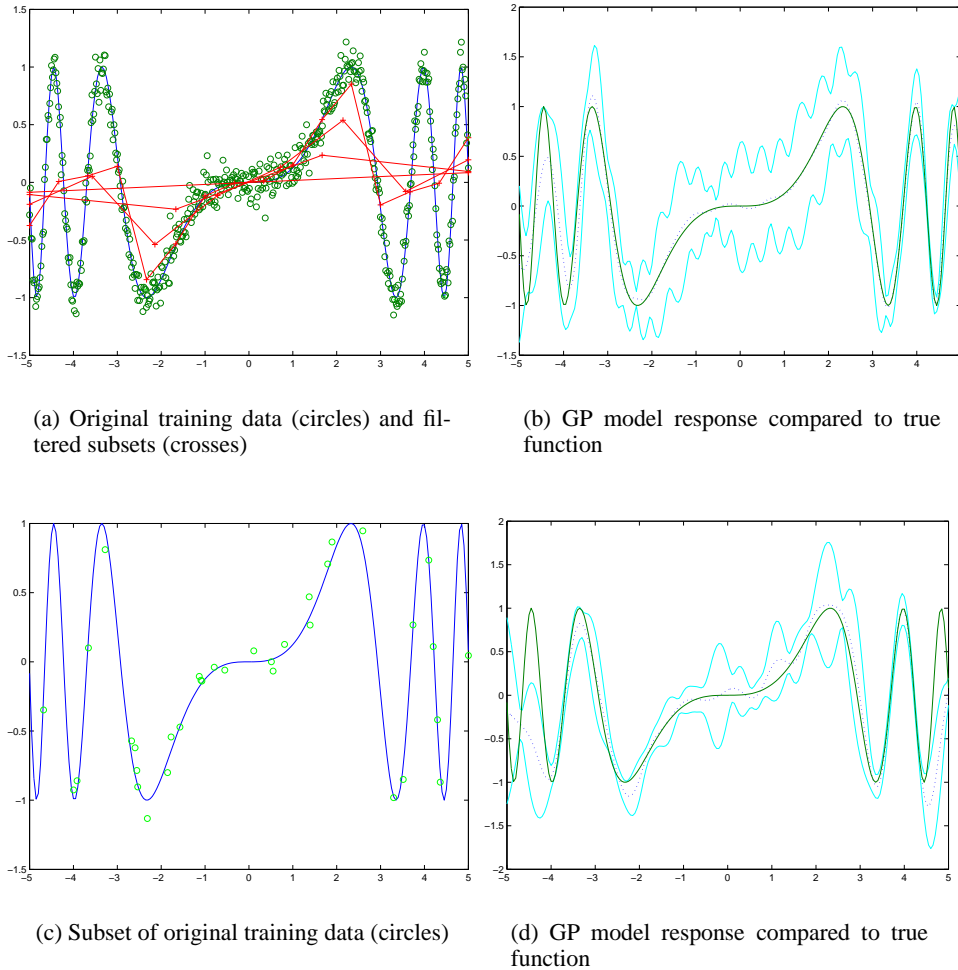 1.5
1
0.5
0
−0.5
−1
−1.5
−5 −4 −3 −2 −1 0 1 2 3 4 5
2
1.5
1
0.5
0
−0.5
−1
−1.5
−5 −4 −3 −2 −1 0 1 2 3 4 5
(a) Original training data (circles) and fil-
tered subsets (crosses)
(b) GP model response compared to true
function
1
0.5
0
−0.5
−1
−1.5
−5 −4 −3 −2 −1 0 1 2 3 4 5
2
1.5
1
0.5
0
−0.5
−1
−1.5
−2
−5 −4 −3 −2 −1 0 1 2 3 4 5
(c) Subset of original training data (circles)
(d) GP model response compared to true
function